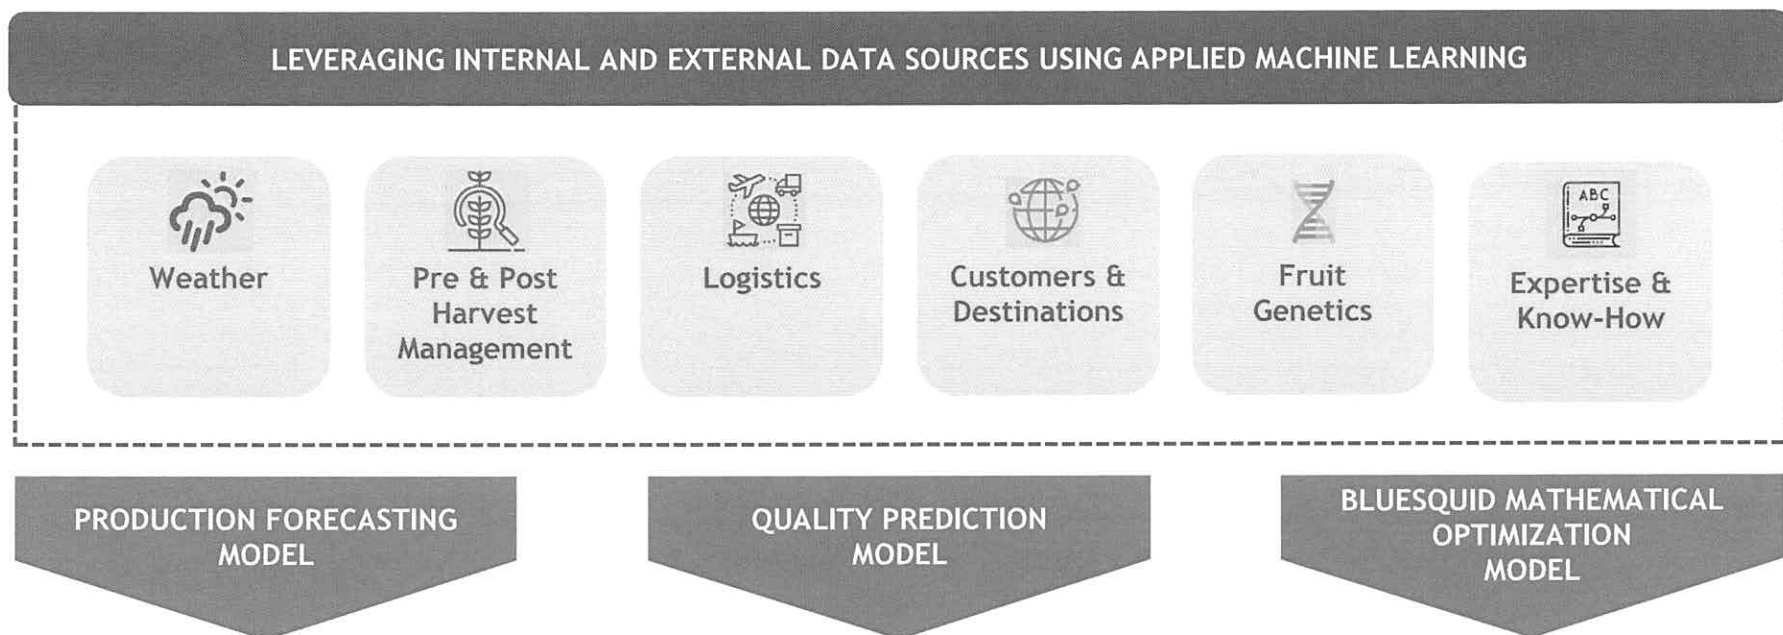 LEVERAGING INTERNAL AND EXTERNAL DATA SOURCES USING APPLIED MACHINE LEARNING
Weather
Pre & Post
Harvest
Management
Logistics
Customers &
Destinations
Fruit
Genetics
ABC
Expertise &
Know-How
PRODUCTION FORECASTING
MODEL
QUALITY PREDICTION
MODEL
BLUESQUID MATHEMATICAL
OPTIMIZATION
MODEL